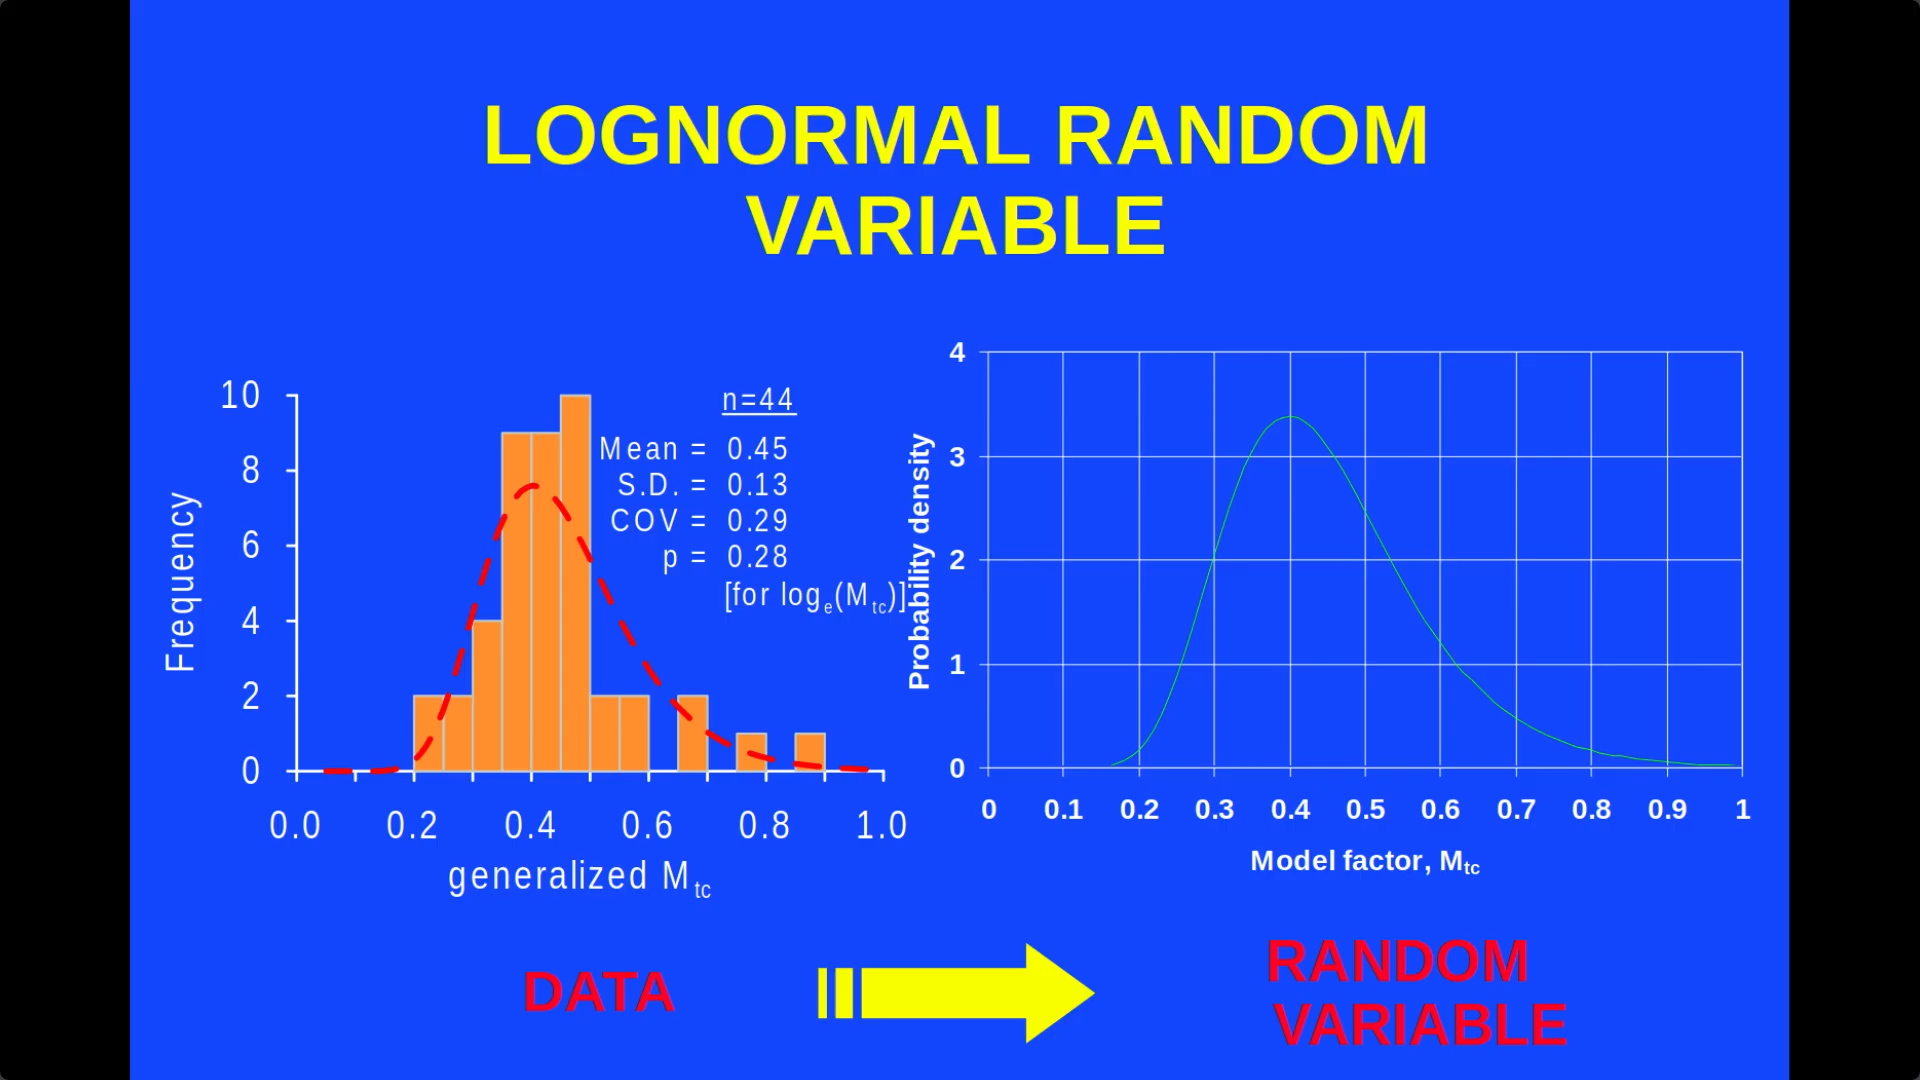 LOGNORMAL RANDOM
VARIABLE
10
8
6
4
2
0
Frequency
0.0 0.2 0.4 0.6 0.8 1.0
generalized Mtc
n=44
Mean = 0.45
S.D. = 0.13
COV = 0.29
p = 0.28
[for loge(Mtc)]
4
3
2
1
0
Probability density
0 0.1 0.2 0.3 0.4 0.5 0.6 0.7 0.8 0.9 1
Model factor, Mtc
DATA
RANDOM
VARIABLE